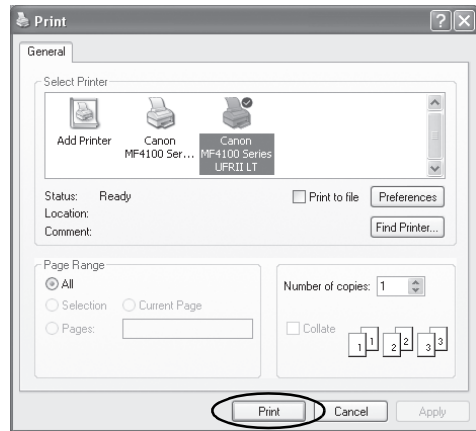 Print
General
Select Printer
Add Printer
Canon MF4100 Ser...
Canon MF4100 Series UFRII LT
Status: Ready
Location:
Comment:
Print to file
Preferences
Find Printer...
Page Range
All
Selection Current Page
Pages:
Number of copies: 1
Collate
1 1 2 2 3 3
Print Cancel Apply